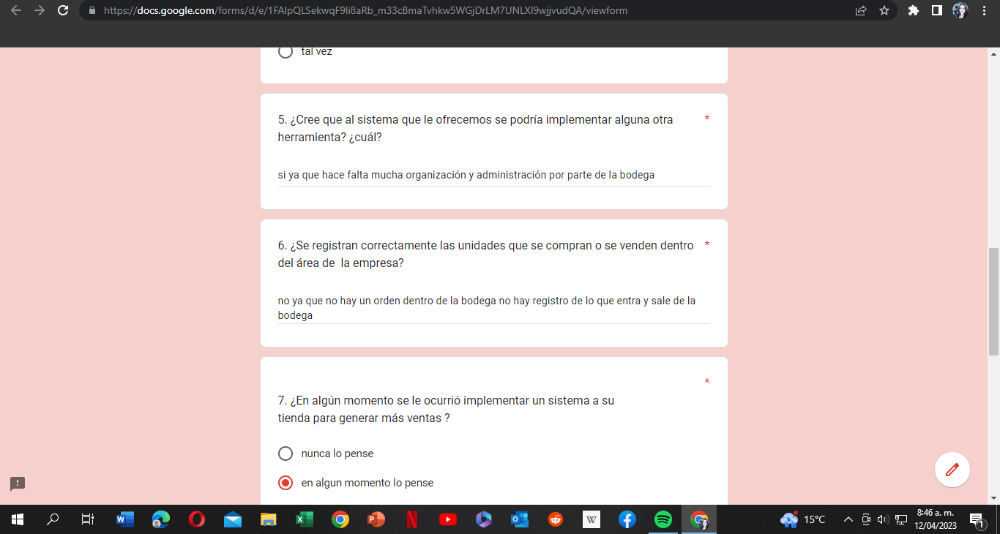 https://docs.google.com/forms/d/e/1FAIpQLSekwqF9li8aRb_m33cBmaTvhkw5WGjDrLM7UNLXI9wjjvudQA/viewform
tal vez
5. ¿Cree que al sistema que le ofrecemos se podría implementar alguna otra *
herramienta? ¿cuál?
si ya que hace falta mucha organización y administración por parte de la bodega
6. ¿Se registran correctamente las unidades que se compran o se venden dentro *
del área de  la empresa?
no ya que no hay un orden dentro de la bodega no hay registro de lo que entra y sale de la
bodega
*
7. ¿En algún momento se le ocurrió implementar un sistema a su
tienda para generar más ventas ?
nunca lo pense
en algun momento lo pense
15°C
8:46 a. m.
12/04/2023
1